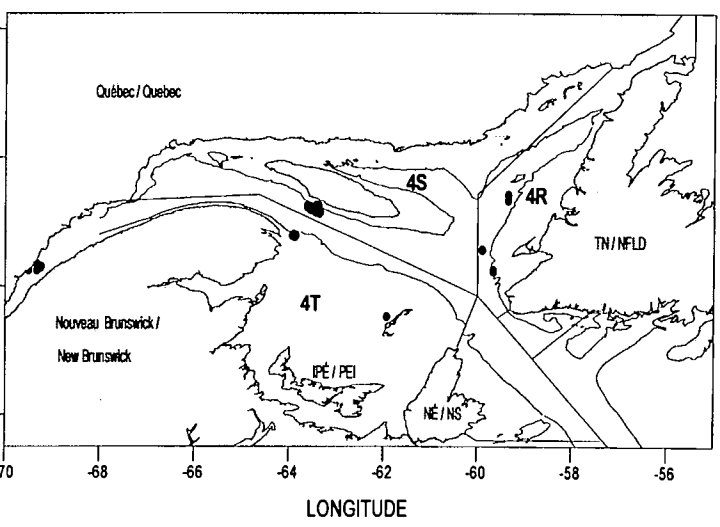 Québec / Quebec
4S
4R
TN / NFLD
4T
Nouveau Brunswick /
New Brunswick
IPÉ / PEI
NÉ / NS
70 -68 -66 -64 -62 -60 -58 -56
LONGITUDE